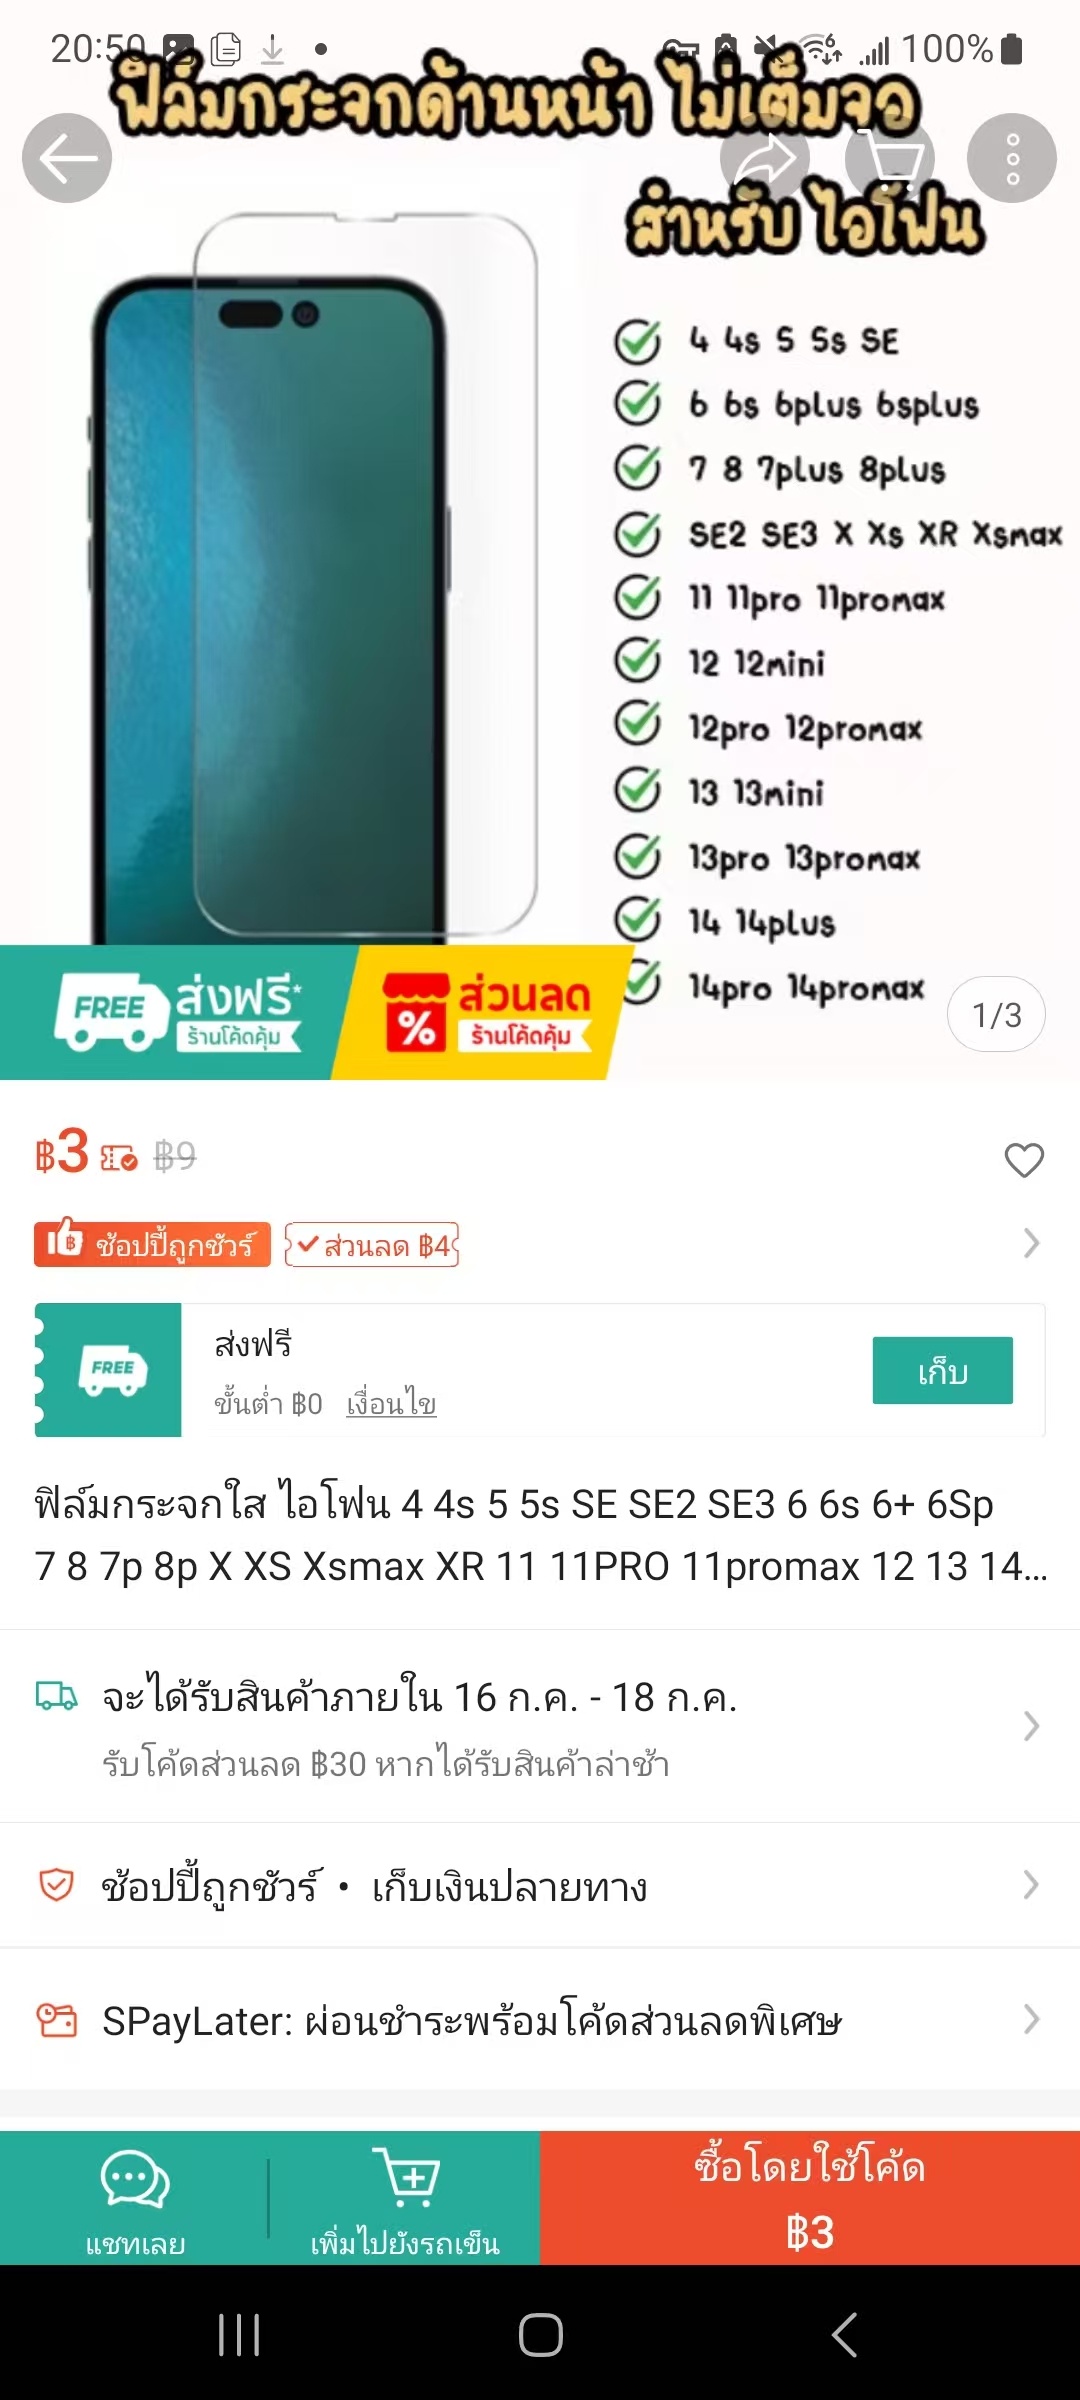 20:50
100%
ฟิล์มกระจกด้านหน้า ไม่เต็มจอ
สำหรับ ไอโฟน
4 4s 5 5s SE
6 6s 6plus 6splus
7 8 7plus 8plus
SE2 SE3 X Xs XR Xsmax
11 11pro 11promax
12 12mini
12pro 12promax
13 13mini
13pro 13promax
14 14plus
14pro 14promax
FREE ส่งฟรี*
ร้านโค้ดคุ้ม
% ส่วนลด
ร้านโค้ดคุ้ม
1/3
฿3 ฿9
ช้อปปี้ถูกชัวร์ ส่วนลด ฿4
FREE
ส่งฟรี
ขั้นต่ำ ฿0 เงื่อนไข
เก็บ
ฟิล์มกระจกใส ไอโฟน 4 4s 5 5s SE SE2 SE3 6 6s 6+ 6Sp
7 8 7p 8p X XS Xsmax XR 11 11PRO 11promax 12 13 14...
จะได้รับสินค้าภายใน 16 ก.ค. - 18 ก.ค.
รับโค้ดส่วนลด ฿30 หากได้รับสินค้าล่าช้า
ช้อปปี้ถูกชัวร์ • เก็บเงินปลายทาง
SPayLater: ผ่อนชำระพร้อมโค้ดส่วนลดพิเศษ
แชทเลย
เพิ่มไปยังรถเข็น
ซื้อโดยใช้โค้ด
฿3